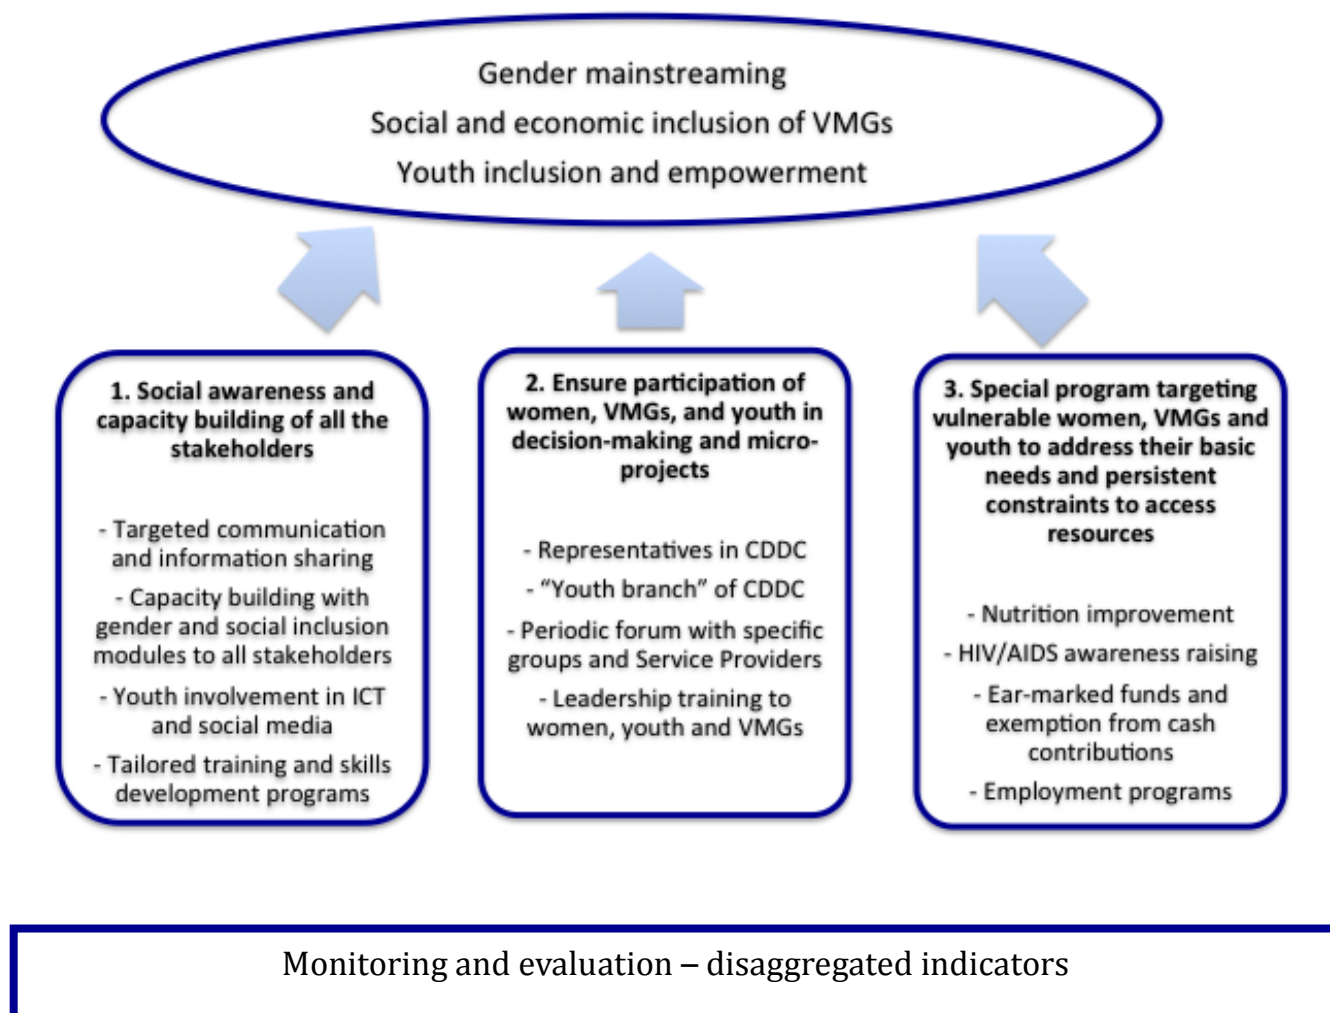 Gender mainstreaming
Social and economic inclusion of VMGs
Youth inclusion and empowerment
1. Social awareness and
capacity building of all the
stakeholders
- Targeted communication
and information sharing
- Capacity building with
gender and social inclusion
modules to all stakeholders
- Youth involvement in ICT
and social media
- Tailored training and skills
development programs
2. Ensure participation of
women, VMGs, and youth in
decision-making and micro-
projects
- Representatives in CDDC
- “Youth branch” of CDDC
- Periodic forum with specific
groups and Service Providers
- Leadership training to
women, youth and VMGs
3. Special program targeting
vulnerable women, VMGs and
youth to address their basic
needs and persistent
constraints to access
resources
- Nutrition improvement
- HIV/AIDS awareness raising
- Ear-marked funds and
exemption from cash
contributions
- Employment programs
Monitoring and evaluation – disaggregated indicators